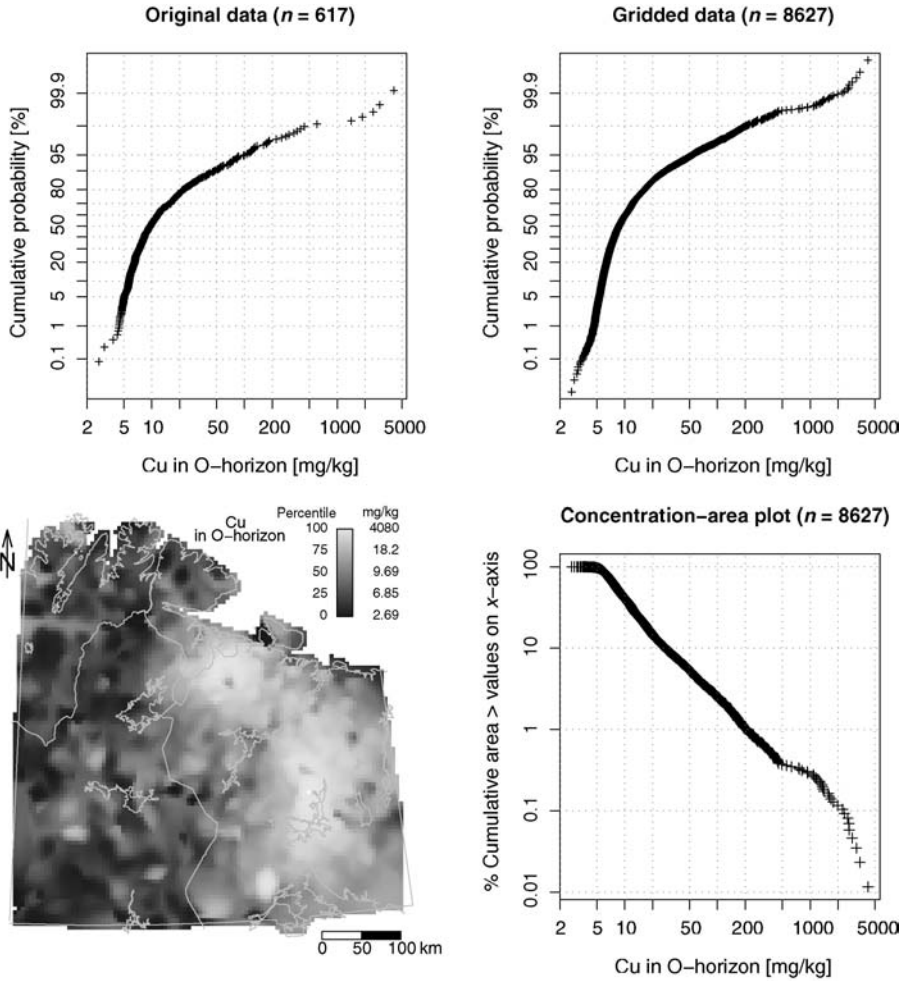 Original data (n = 617)
Cumulative probability [%]
99.9
95
80
50
20
5
1
0.1
2 5 10 50 200 1000 5000
Cu in O−horizon [mg/kg]
Gridded data (n = 8627)
Cumulative probability [%]
99.9
95
80
50
20
5
1
0.1
2 5 10 50 200 1000 5000
Cu in O−horizon [mg/kg]
N
Cu
in O−horizon
Percentile mg/kg
100 4080
75 18.2
50 9.69
25 6.85
0 2.69
0 50 100 km
Concentration−area plot (n = 8627)
% Cumulative area > values on x−axis
100
10
1
0.1
0.01
2 5 10 50 200 1000 5000
Cu in O−horizon [mg/kg]